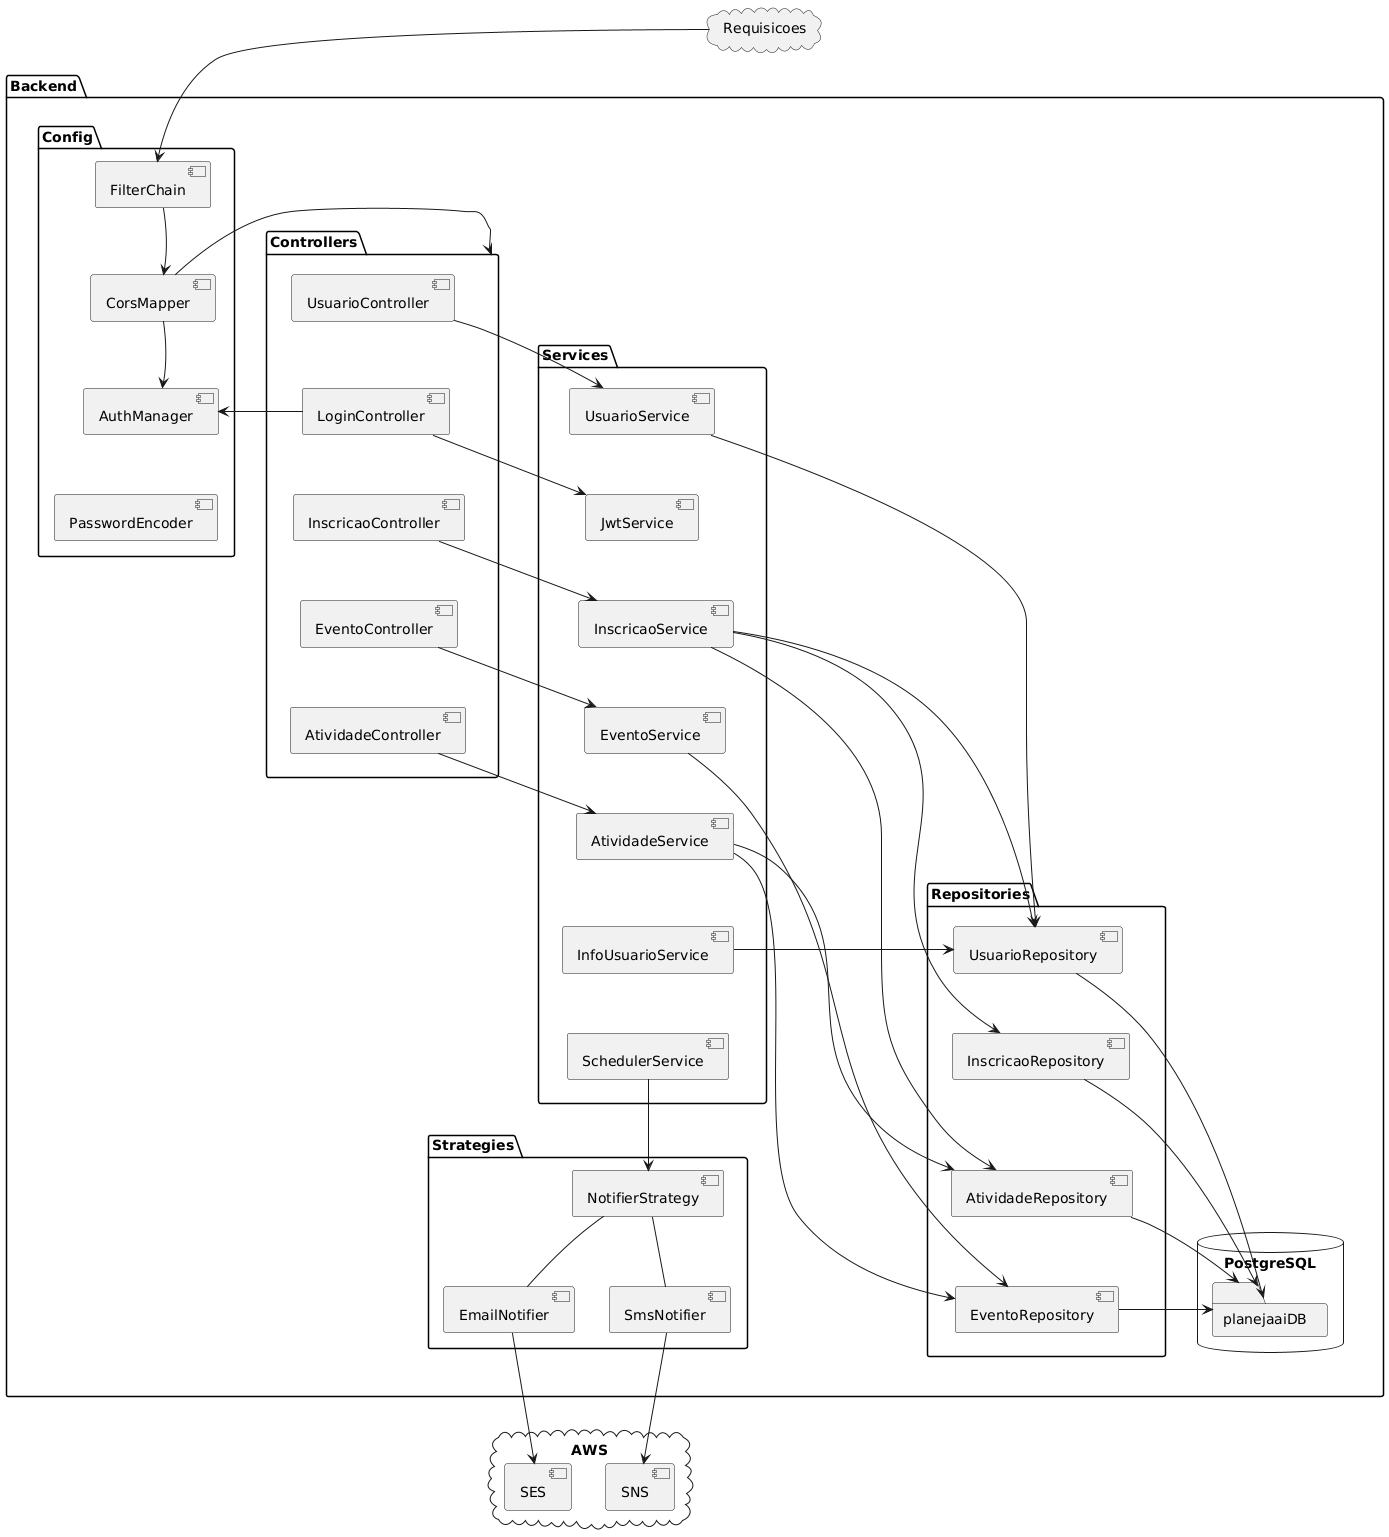 Requisicoes
Backend
Config
FilterChain
CorsMapper
AuthManager
PasswordEncoder
Controllers
UsuarioController
LoginController
InscricaoController
EventoController
AtividadeController
Services
UsuarioService
JwtService
InscricaoService
EventoService
AtividadeService
InfoUsuarioService
SchedulerService
Repositories
UsuarioRepository
InscricaoRepository
AtividadeRepository
EventoRepository
PostgreSQL
planejaaiDB
Strategies
NotifierStrategy
EmailNotifier
SmsNotifier
AWS
SES
SNS